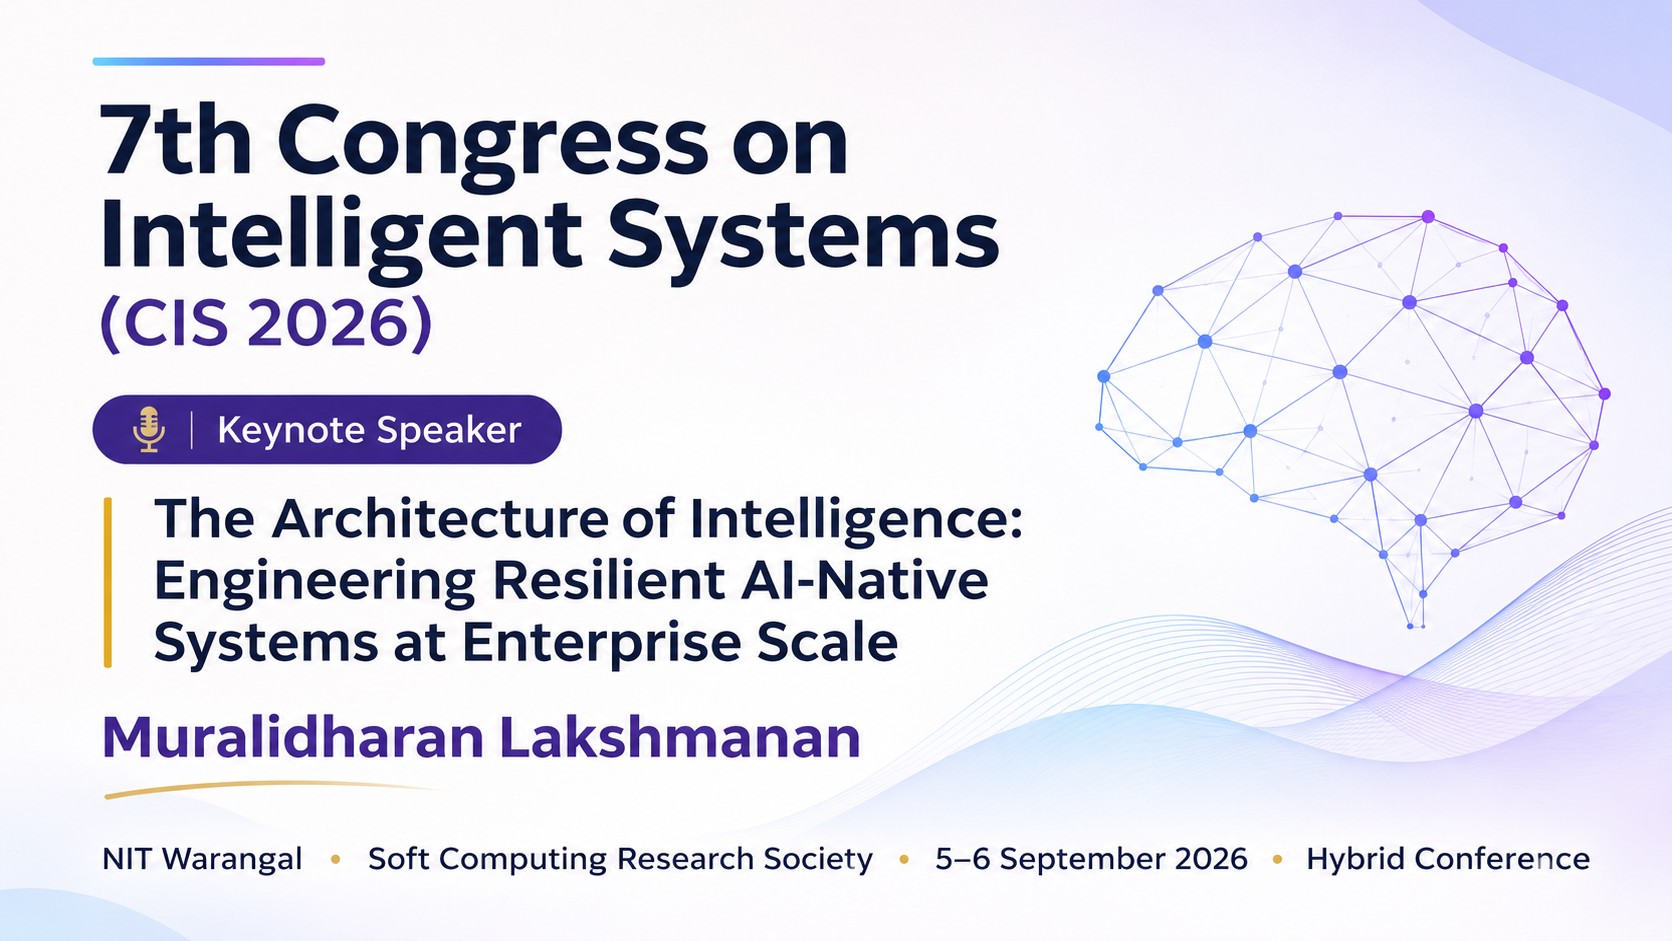 7th Congress on
Intelligent Systems
(CIS 2026)
Keynote Speaker
The Architecture of Intelligence:
Engineering Resilient AI-Native
Systems at Enterprise Scale
Muralidharan Lakshmanan
NIT Warangal • Soft Computing Research Society • 5–6 September 2026 • Hybrid Conference